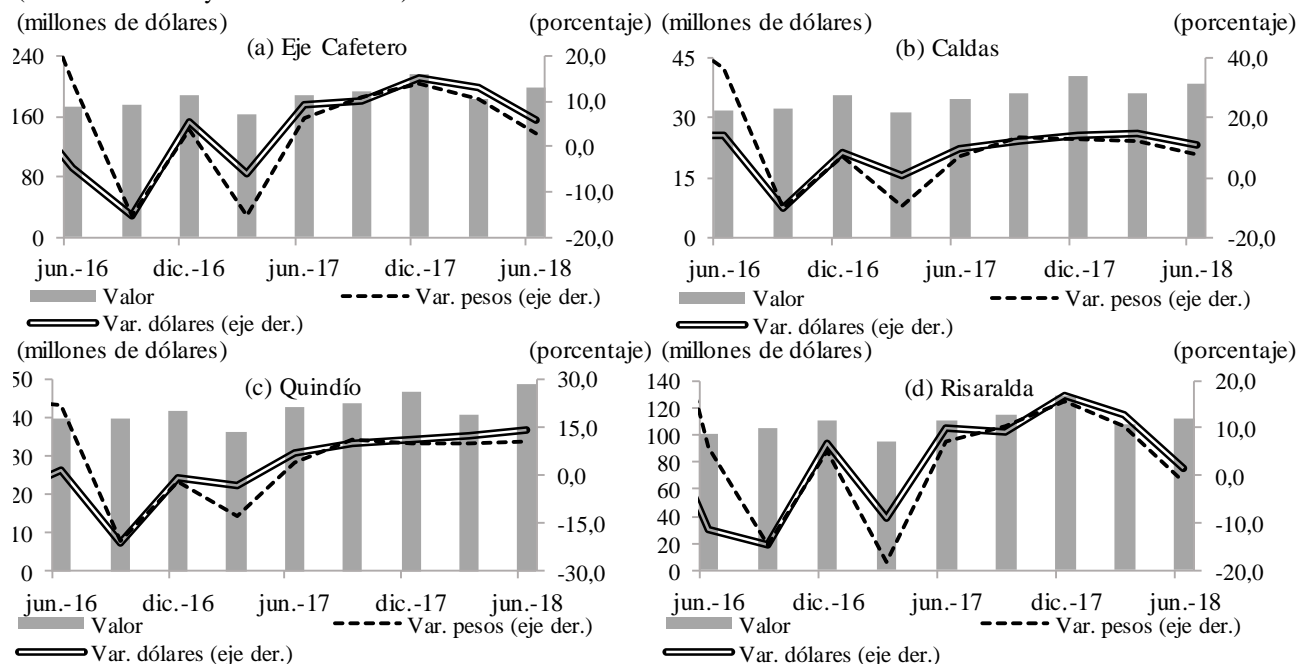 (millones de dólares) (porcentaje) (millones de dólares) (porcentaje)
(a) Eje Cafetero
240
160
80
0
20,0
10,0
0,0
-10,0
-20,0
jun.-16 dic.-16 jun.-17 dic.-17 jun.-18
Valor Var. pesos (eje der.)
Var. dólares (eje der.)
(b) Caldas
45
30
15
0
40,0
20,0
0,0
-20,0
jun.-16 dic.-16 jun.-17 dic.-17 jun.-18
Valor Var. pesos (eje der.)
Var. dólares (eje der.)
(millones de dólares) (porcentaje) (millones de dólares) (porcentaje)
(c) Quindío
50
40
30
20
10
0
30,0
15,0
0,0
-15,0
-30,0
jun.-16 dic.-16 jun.-17 dic.-17 jun.-18
Valor Var. pesos (eje der.)
Var. dólares (eje der.)
(d) Risaralda
140
120
100
80
60
40
20
0
20,0
10,0
0,0
-10,0
-20,0
jun.-16 dic.-16 jun.-17 dic.-17 jun.-18
Valor Var. pesos (eje der.)
Var. dólares (eje der.)